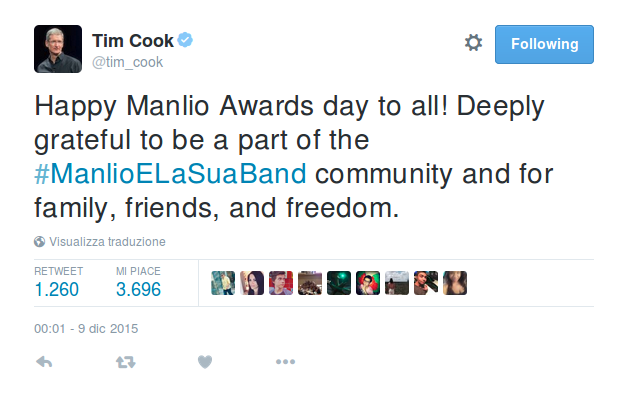 Tim Cook
@tim_cook
Following
Happy Manlio Awards day to all! Deeply
grateful to be a part of the
#ManlioELaSuaBand community and for
family, friends, and freedom.
Visualizza traduzione
RETWEET MI PIACE
1.260 3.696
00:01 - 9 dic 2015